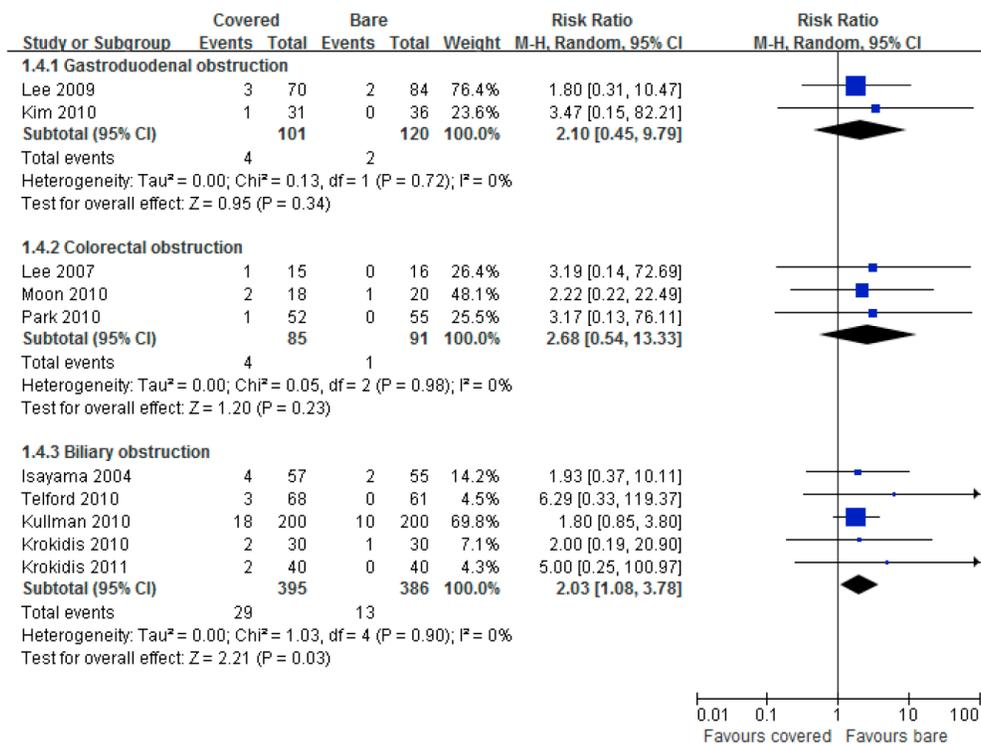 Covered Bare Risk Ratio Risk Ratio
Study or Subgroup Events Total Events Total Weight M-H, Random, 95% CI M-H, Random, 95% CI
1.4.1 Gastroduodenal obstruction
Lee 2009 3 70 2 84 76.4% 1.80 [0.31, 10.47]
Kim 2010 1 31 0 36 23.6% 3.47 [0.15, 82.21]
Subtotal (95% CI) 101 120 100.0% 2.10 [0.45, 9.79]
Total events 4 2
Heterogeneity: Tau² = 0.00; Chi² = 0.13, df = 1 (P = 0.72); I² = 0%
Test for overall effect: Z = 0.95 (P = 0.34)
1.4.2 Colorectal obstruction
Lee 2007 1 15 0 16 26.4% 3.19 [0.14, 72.69]
Moon 2010 2 18 1 20 48.1% 2.22 [0.22, 22.49]
Park 2010 1 52 0 55 25.5% 3.17 [0.13, 76.11]
Subtotal (95% CI) 85 91 100.0% 2.68 [0.54, 13.33]
Total events 4 1
Heterogeneity: Tau² = 0.00; Chi² = 0.05, df = 2 (P = 0.98); I² = 0%
Test for overall effect: Z = 1.20 (P = 0.23)
1.4.3 Biliary obstruction
Isayama 2004 4 57 2 55 14.2% 1.93 [0.37, 10.11]
Telford 2010 3 68 0 61 4.5% 6.29 [0.33, 119.37]
Kullman 2010 18 200 10 200 69.8% 1.80 [0.85, 3.80]
Krokidis 2010 2 30 1 30 7.1% 2.00 [0.19, 20.90]
Krokidis 2011 2 40 0 40 4.3% 5.00 [0.25, 100.97]
Subtotal (95% CI) 395 386 100.0% 2.03 [1.08, 3.78]
Total events 29 13
Heterogeneity: Tau² = 0.00; Chi² = 1.03, df = 4 (P = 0.90); I² = 0%
Test for overall effect: Z = 2.21 (P = 0.03)
0.01 0.1 1 10 100
Favours covered Favours bare